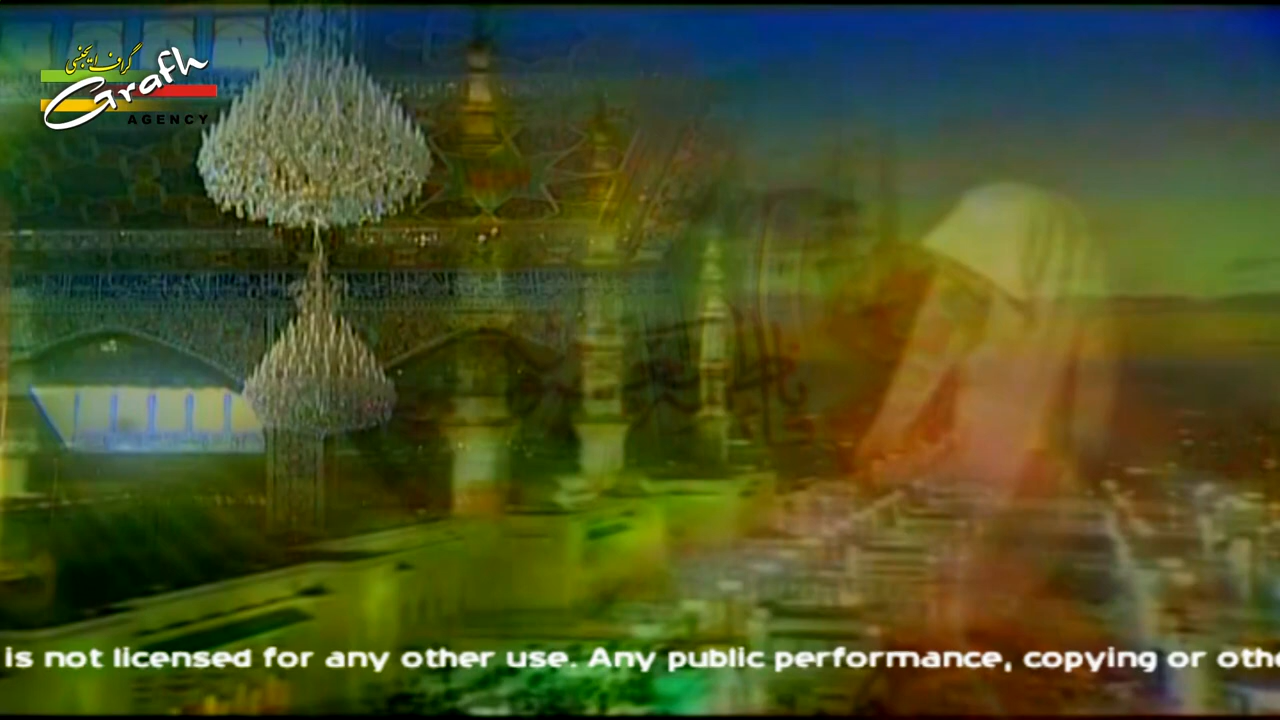 گراف ایجنسی
Grafh
AGENCY
is not licensed for any other use. Any public performance, copying or othe